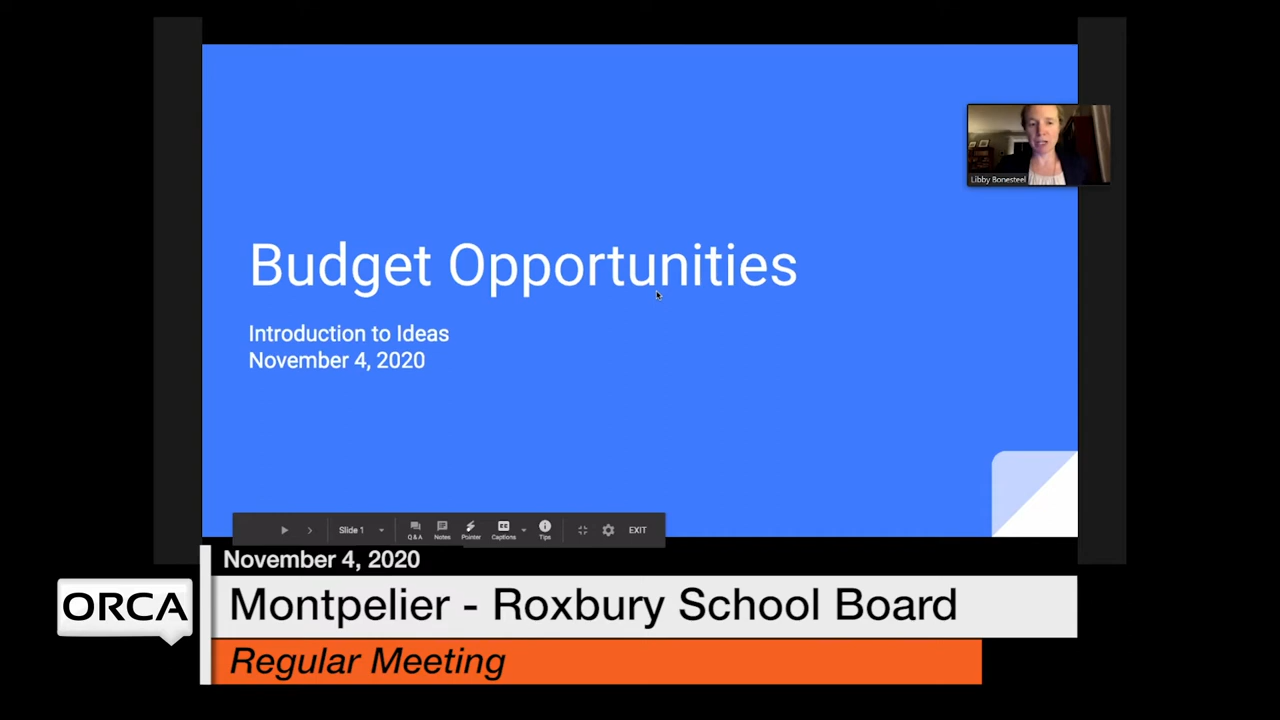 Libby Bonesteel
Budget Opportunities
Introduction to Ideas
November 4, 2020
Slide 1
Q & A
Notes
Pointer
CC
Captions
Tips
EXIT
November 4, 2020
ORCA
Montpelier - Roxbury School Board
Regular Meeting